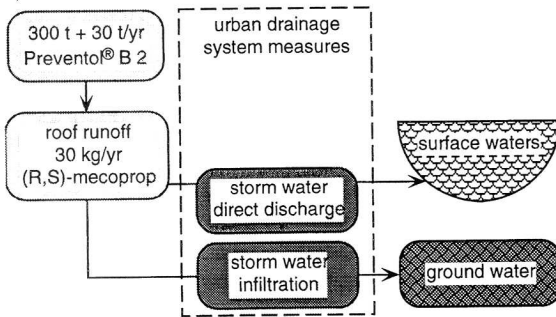 300 t + 30 t/yr
Preventol® B 2
urban drainage
system measures
roof runoff
30 kg/yr
(R,S)-mecoprop
surface waters
storm water
direct discharge
storm water
infiltration
ground water